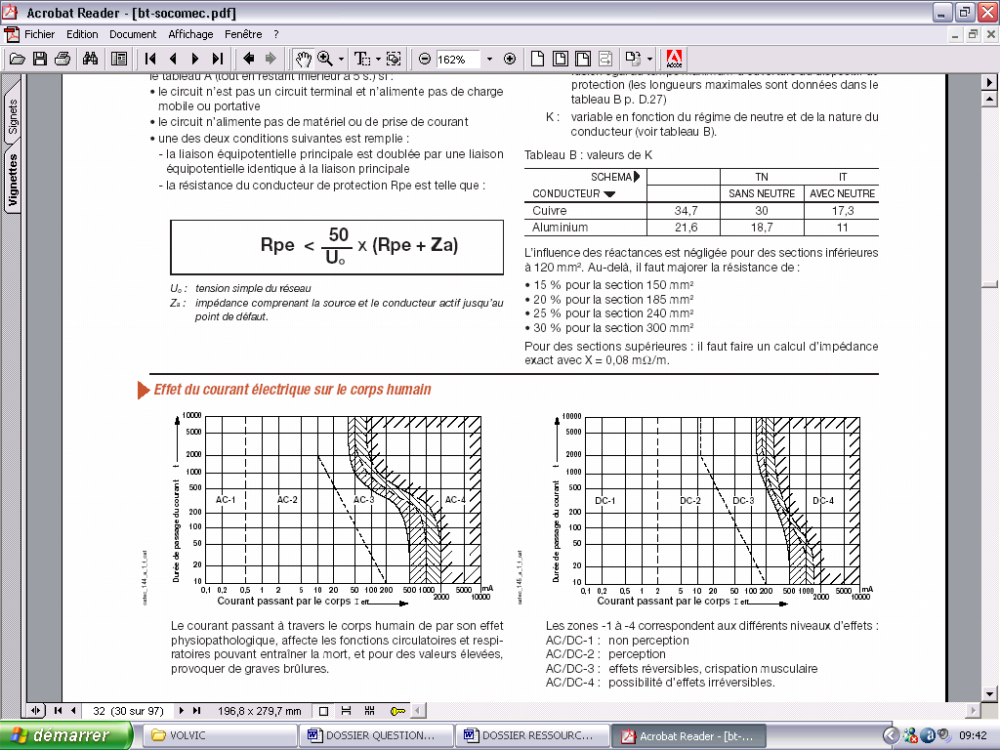 Acrobat Reader - [bt-socomec.pdf]
Fichier Edition Document Affichage Fenêtre ?
162%
Adobe
Signets
Vignettes
le tableau A (tout en restant inférieur à 5 s.) si :
• le circuit n'est pas un circuit terminal et n'alimente pas de charge
mobile ou portative
• le circuit n'alimente pas de matériel ou de prise de courant
• une des deux conditions suivantes est remplie :
- la liaison équipotentielle principale est doublée par une liaison
équipotentielle identique à la liaison principale
- la résistance du conducteur de protection Rpe est telle que :
Rpe < 50/Uo x (Rpe + Za)
Uo : tension simple du réseau
Za : impédance comprenant la source et le conducteur actif jusqu'au
point de défaut.
protection (les longueurs maximales sont données dans le
tableau B p. D.27)
K : variable en fonction du régime de neutre et de la nature du
conducteur (voir tableau B).
Tableau B : valeurs de K
SCHEMA TN IT
CONDUCTEUR SANS NEUTRE AVEC NEUTRE
Cuivre 34,7 30 17,3
Aluminium 21,6 18,7 11
L'influence des réactances est négligée pour des sections inférieures
à 120 mm². Au-delà, il faut majorer la résistance de :
• 15 % pour la section 150 mm²
• 20 % pour la section 185 mm²
• 25 % pour la section 240 mm²
• 30 % pour la section 300 mm²
Pour des sections supérieures : il faut faire un calcul d'impédance
exact avec X = 0,08 mΩ/m.
Effet du courant électrique sur le corps humain
Durée de passage du courant t
10000
5000
2000
1000
500
200
100
50
20
10
AC-1 AC-2 AC-3 AC-4
0,1 0,2 0,5 1 2 5 10 20 50 100 200 500 1000 2000 5000 10000 mA
Courant passant par le corps I eff
catec_144_a_1_f_cat
Durée de passage du courant t
10000
5000
2000
1000
500
200
100
50
20
10
DC-1 DC-2 DC-3 DC-4
0,1 0,2 0,5 1 2 5 10 20 50 100 200 500 1000 2000 5000 10000 mA
Courant passant par le corps I eff
catec_145_a_1_f_cat
Le courant passant à travers le corps humain de par son effet
physiopathologique, affecte les fonctions circulatoires et respi-
ratoires pouvant entraîner la mort, et pour des valeurs élevées,
provoquer de graves brûlures.
Les zones -1 à -4 correspondent aux différents niveaux d'effets :
AC/DC-1 : non perception
AC/DC-2 : perception
AC/DC-3 : effets réversibles, crispation musculaire
AC/DC-4 : possibilité d'effets irréversibles.
32 (30 sur 97) 196,8 x 279,7 mm
démarrer VOLVIC DOSSIER QUESTION... DOSSIER RESSOURC... Acrobat Reader - [bt-... 09:42